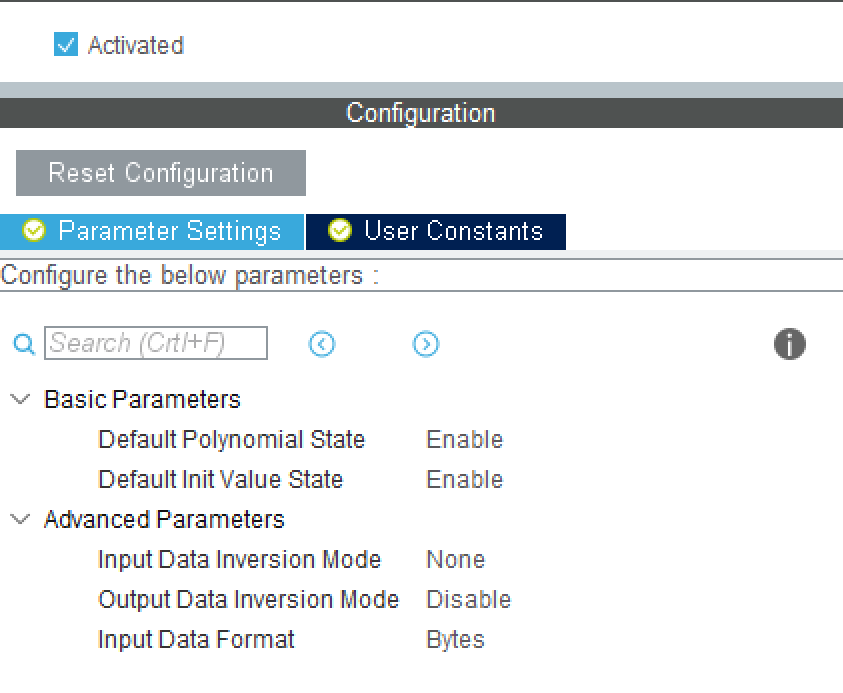 Activated
Configuration
Reset Configuration
Parameter Settings User Constants
Configure the below parameters :
Search (Crtl+F)
Basic Parameters
Default Polynomial State Enable
Default Init Value State Enable
Advanced Parameters
Input Data Inversion Mode None
Output Data Inversion Mode Disable
Input Data Format Bytes